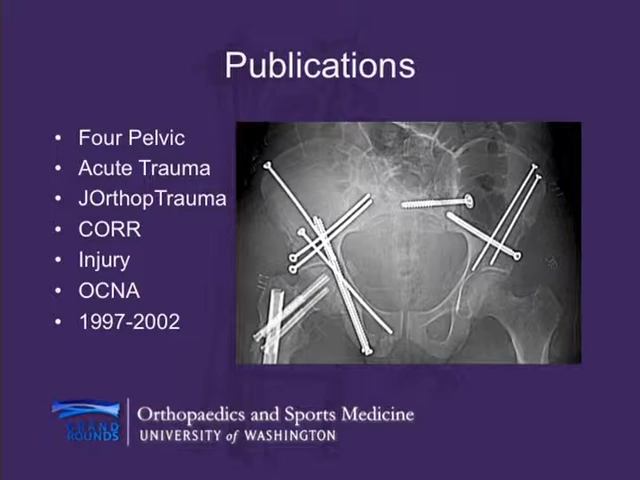 Publications
• Four Pelvic
• Acute Trauma
• JOrthopTrauma
• CORR
• Injury
• OCNA
• 1997-2002
GRAND
ROUNDS
Orthopaedics and Sports Medicine
UNIVERSITY of WASHINGTON